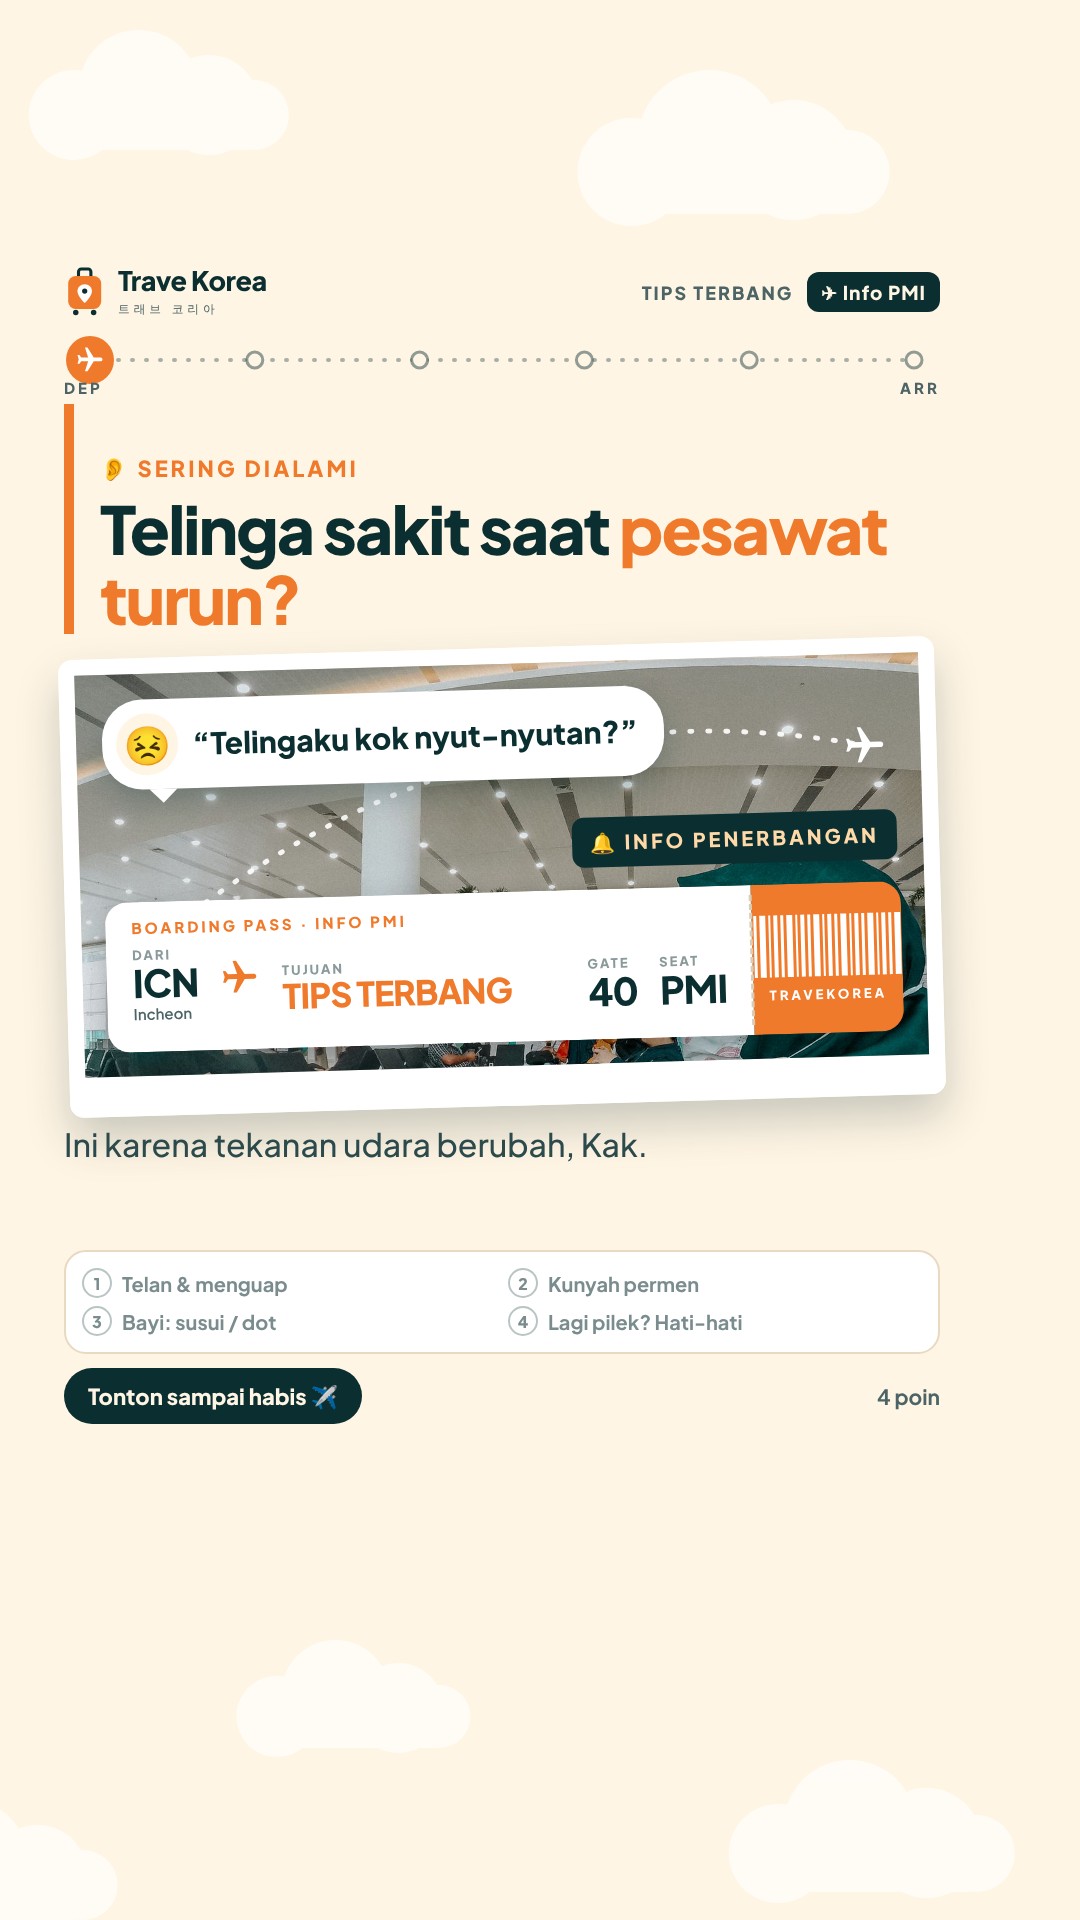 Trave Korea
트래브 코리아
TIPS TERBANG
✈ Info PMI
DEP
ARR
👂 SERING DIALAMI
Telinga sakit saat pesawat
turun?
😣 “Telingaku kok nyut-nyutan?”
🔔 INFO PENERBANGAN
BOARDING PASS · INFO PMI
DARI
ICN
Incheon
TUJUAN
TIPS TERBANG
GATE
40
SEAT
PMI
TRAVEKOREA
Ini karena tekanan udara berubah, Kak.
1 Telan & menguap
2 Kunyah permen
3 Bayi: susui / dot
4 Lagi pilek? Hati-hati
Tonton sampai habis ✈️
4 poin